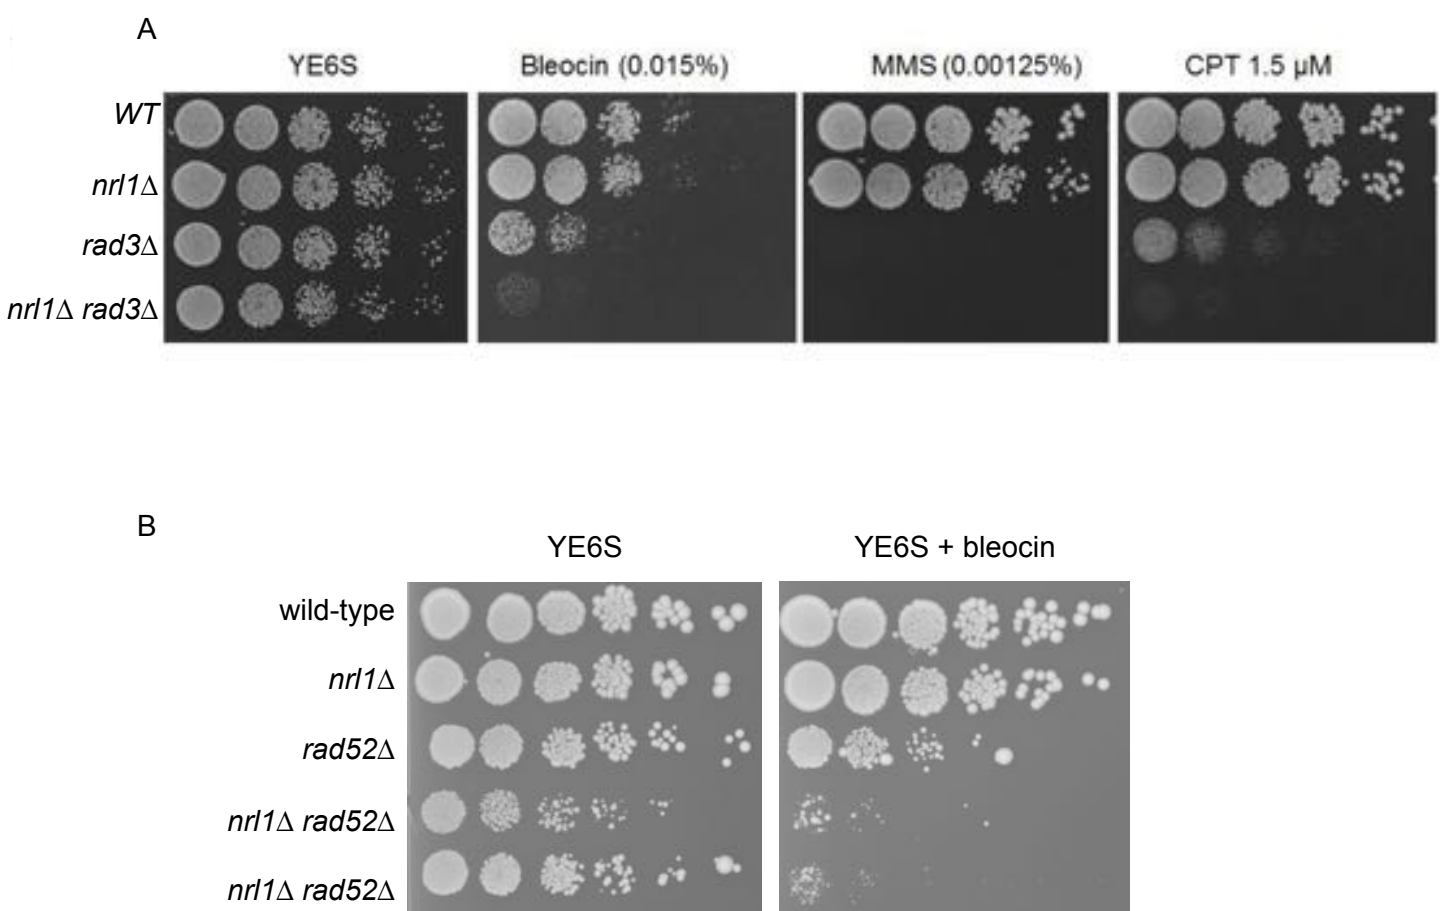 A
YE6S Bleocin (0.015%) MMS (0.00125%) CPT 1.5 µM
WT
nrl1Δ
rad3Δ
nrl1Δ rad3Δ
B
YE6S YE6S + bleocin
wild-type
nrl1Δ
rad52Δ
nrl1Δ rad52Δ
nrl1Δ rad52Δ